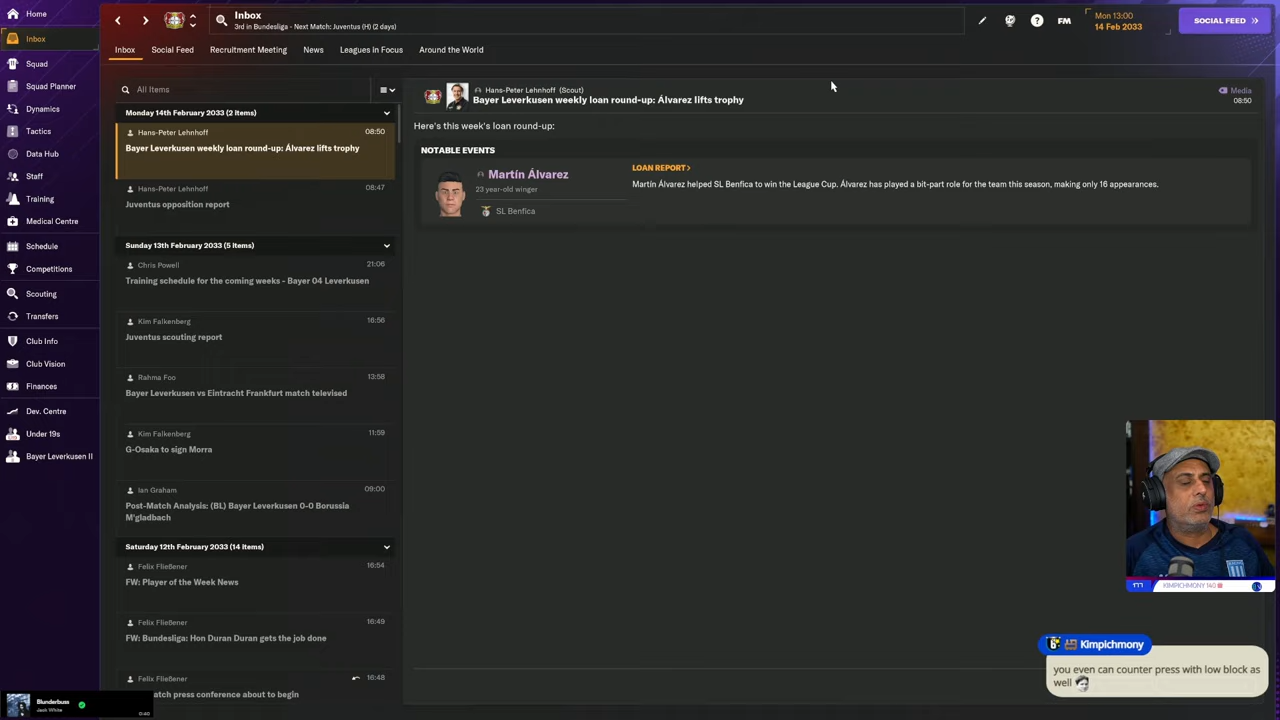 Home
Inbox
Squad
Squad Planner
Dynamics
Tactics
Data Hub
Staff
Training
Medical Centre
Schedule
Competitions
Scouting
Transfers
Club Info
Club Vision
Finances
Dev. Centre
Under 19s
Bayer Leverkusen II
Inbox
3rd in Bundesliga - Next Match: Juventus (H) (2 days)
FM
Mon 13:00
14 Feb 2033
SOCIAL FEED
Inbox
Social Feed
Recruitment Meeting
News
Leagues in Focus
Around the World
All Items
Monday 14th February 2033 (2 items)
Hans-Peter Lehnhoff
08:50
Bayer Leverkusen weekly loan round-up: Álvarez lifts trophy
Hans-Peter Lehnhoff
08:47
Juventus opposition report
Sunday 13th February 2033 (5 items)
Chris Powell
21:06
Training schedule for the coming weeks - Bayer 04 Leverkusen
Kim Falkenberg
16:56
Juventus scouting report
Rahma Foo
13:58
Bayer Leverkusen vs Eintracht Frankfurt match televised
Kim Falkenberg
11:59
G-Osaka to sign Morra
Ian Graham
09:00
Post-Match Analysis: (BL) Bayer Leverkusen 0-0 Borussia
M'gladbach
Saturday 12th February 2033 (14 items)
Felix Fließener
16:54
FW: Player of the Week News
Felix Fließener
16:49
FW: Bundesliga: Hon Duran Duran gets the job done
Felix Fließener
16:48
atch press conference about to begin
Hans-Peter Lehnhoff (Scout)
Bayer Leverkusen weekly loan round-up: Álvarez lifts trophy
Media
08:50
Here's this week's loan round-up:
NOTABLE EVENTS
Martín Álvarez
23 year-old winger
SL Benfica
LOAN REPORT>
Martín Álvarez helped SL Benfica to win the League Cup. Álvarez has played a bit-part role for the team this season, making only 16 appearances.
KIMPICHMONY 140
Kimpichmony
you even can counter press with low block as
well
Blunderbuss
Jack White
0:40